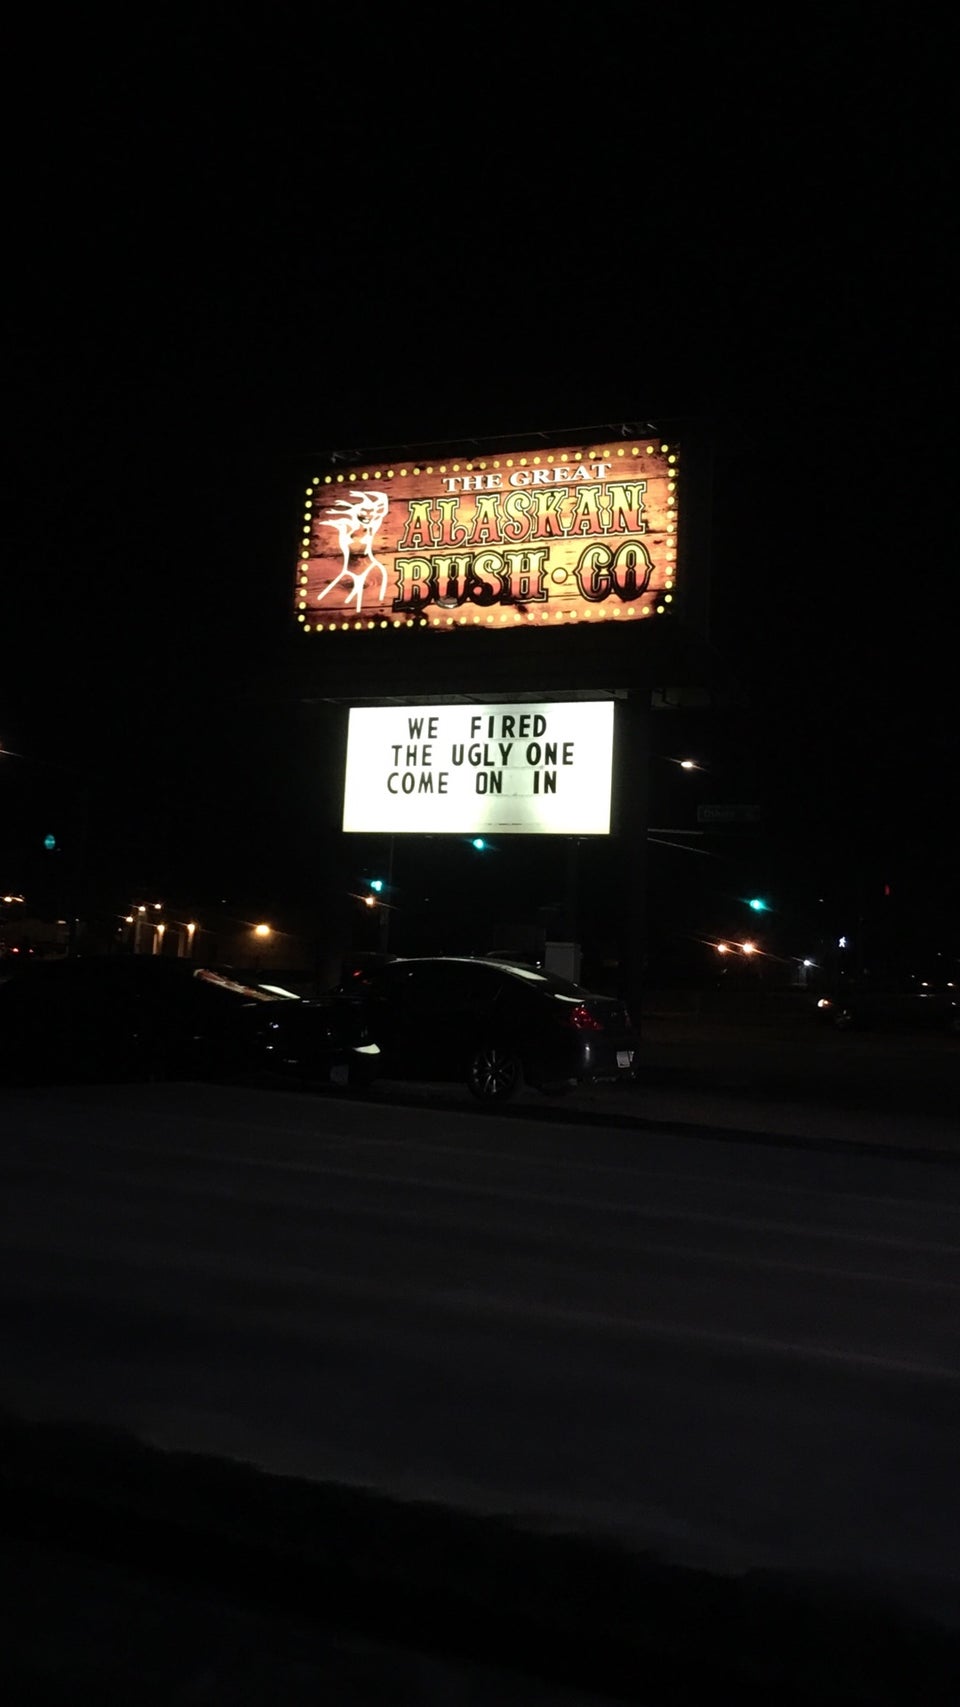 THE GREAT
ALASKAN
BUSH·CO
WE FIRED
THE UGLY ONE
COME ON IN